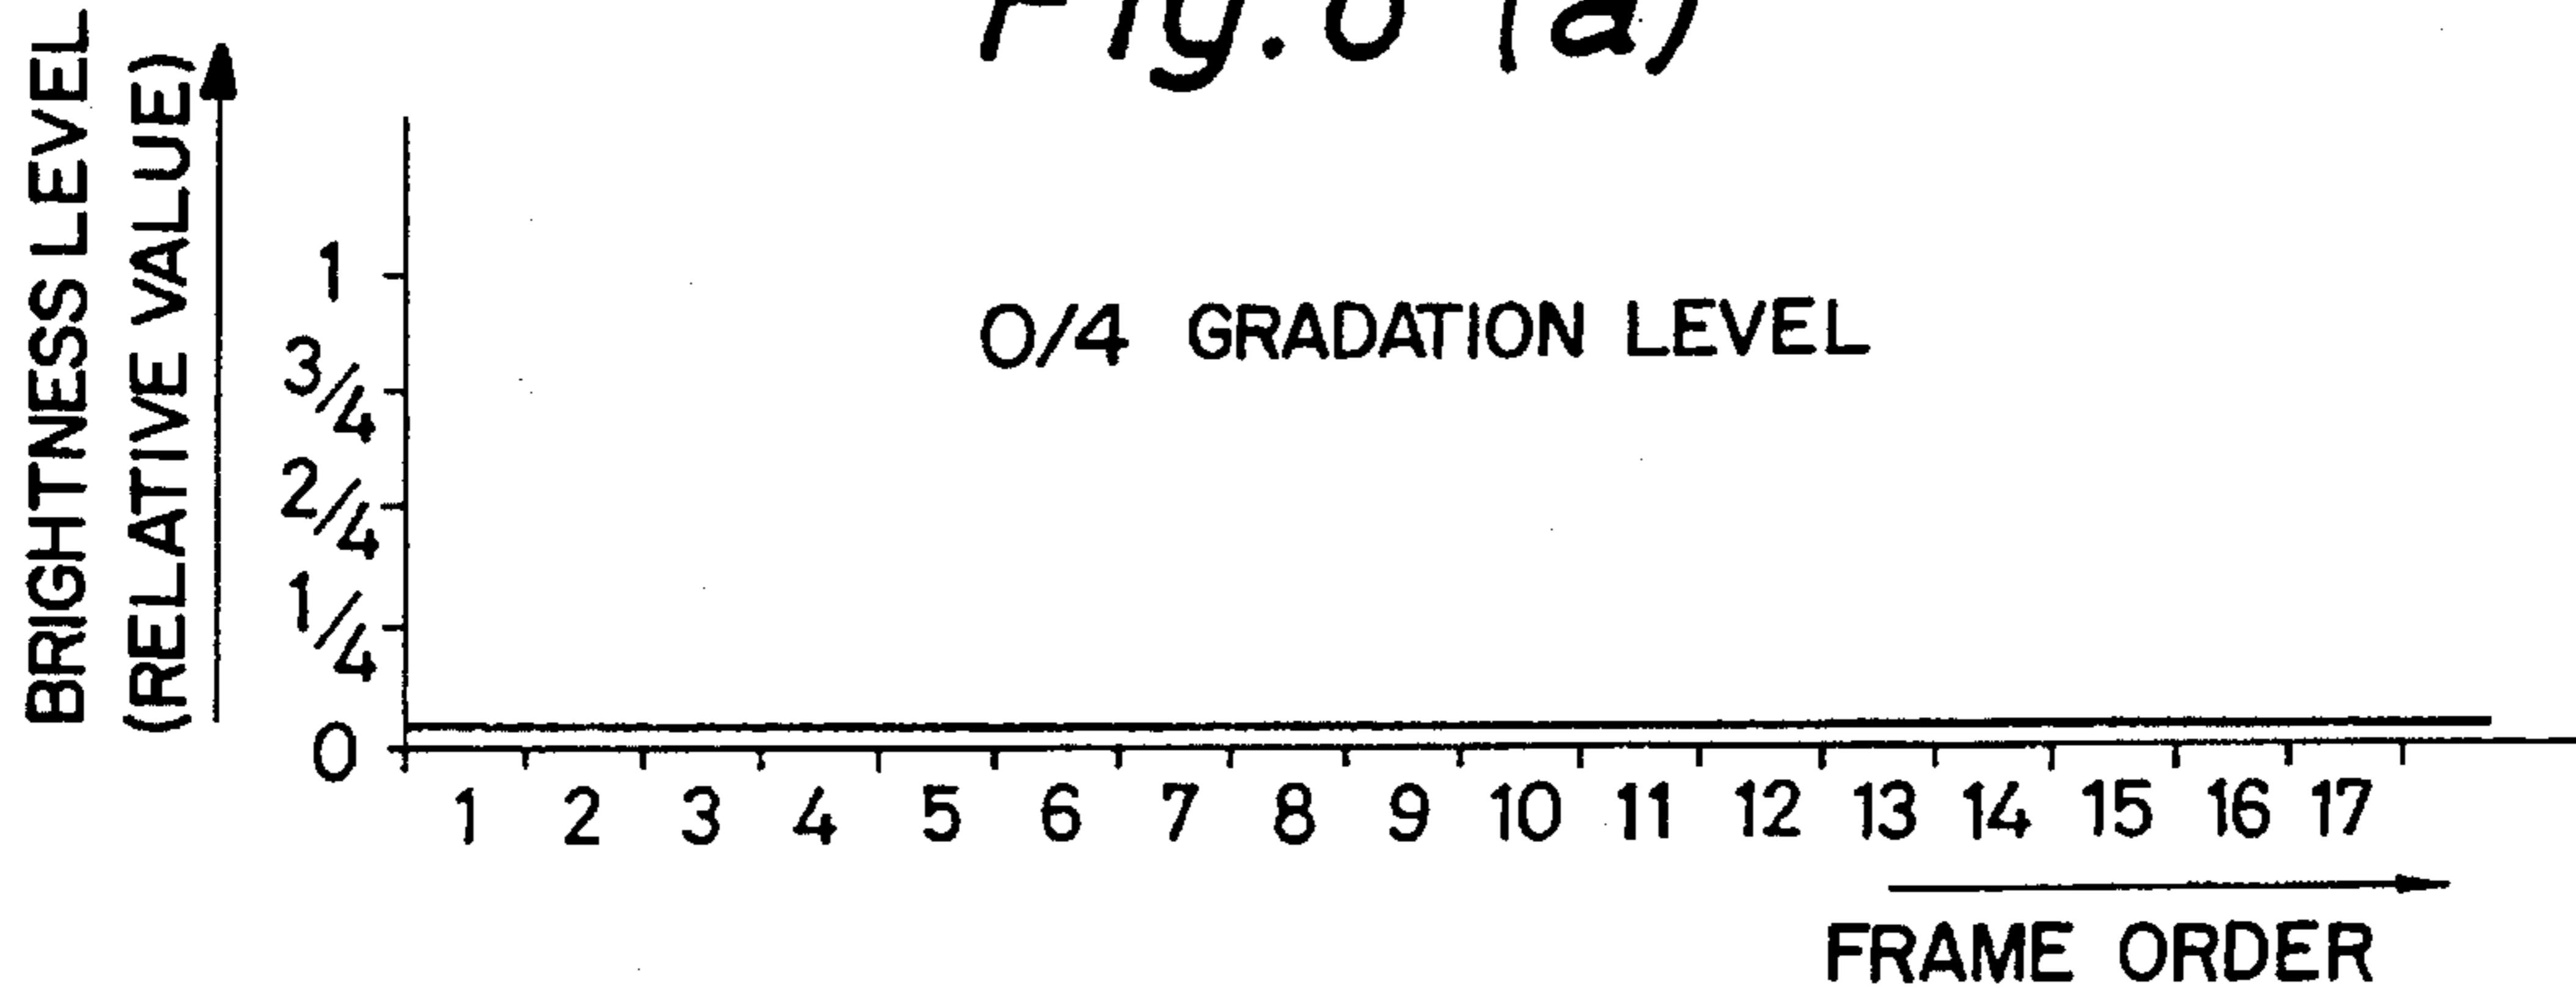 BRIGHTNESS LEVEL
(RELATIVE VALUE)
1
0/4 GRADATION LEVEL
3/4
2/4
1/4
0
1 2 3 4 5 6 7 8 9 10 11 12 13 14 15 16 17
FRAME ORDER